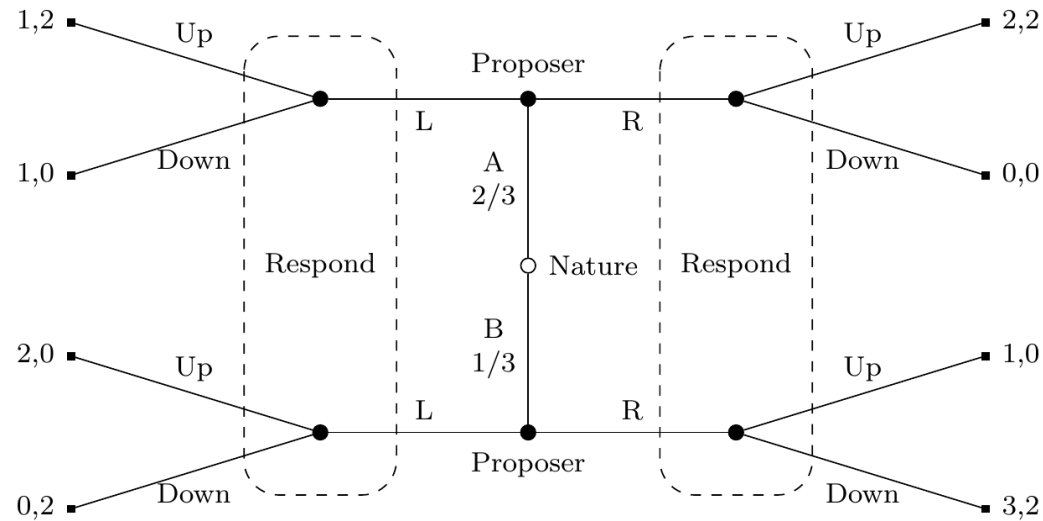 1,2
Up
Proposer
Up
2,2
L
R
1,0
Down
A
2/3
Down
0,0
Respond
Nature
Respond
B
1/3
2,0
Up
L
R
Up
1,0
Proposer
0,2
Down
Down
3,2